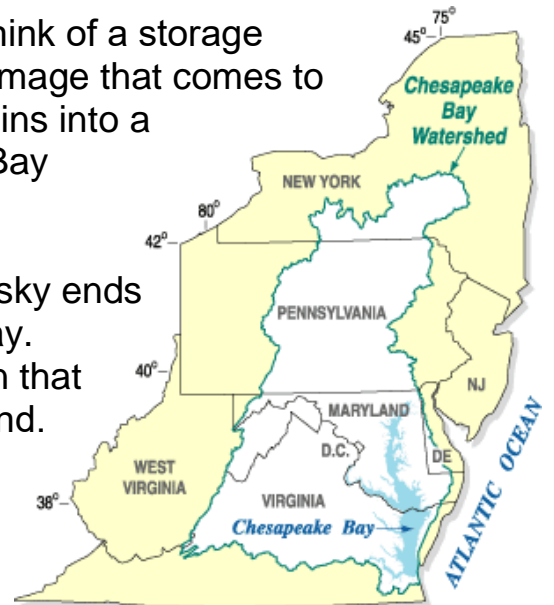 hink of a storage
mage that comes to
ins into a
Bay
sky ends
ay.
n that
nd.
75°
45°
Chesapeake
Bay
Watershed
NEW YORK
80°
42°
PENNSYLVANIA
40°
NJ
MARYLAND
D.C.
DE
WEST
VIRGINIA
38°
VIRGINIA
Chesapeake Bay
ATLANTIC OCEAN